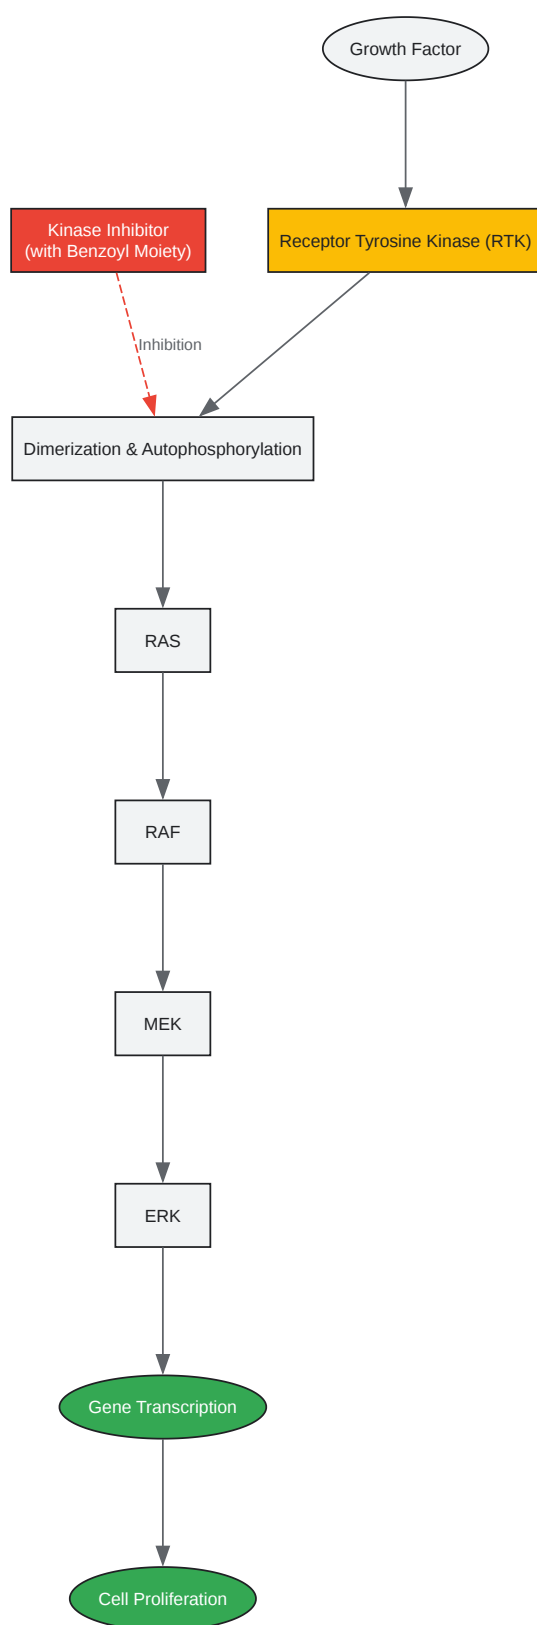 Growth Factor
Kinase Inhibitor
(with Benzoyl Moiety)
Receptor Tyrosine Kinase (RTK)
Inhibition
Dimerization & Autophosphorylation
RAS
RAF
MEK
ERK
Gene Transcription
Cell Proliferation